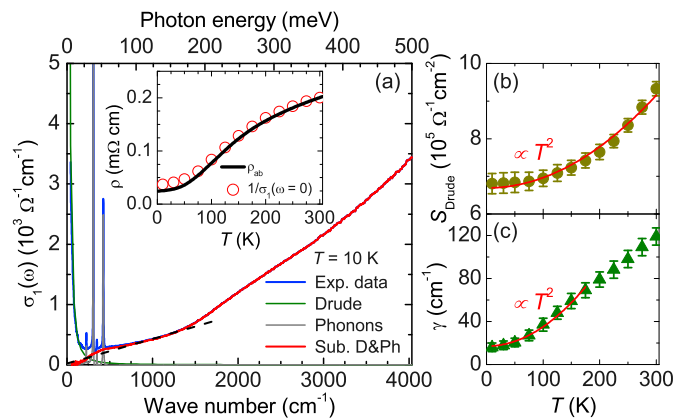 Photon energy (meV)
0 100 200 300 400 500
5
4
3
2
1
0
σ₁(ω) (10³ Ω⁻¹cm⁻¹)
(a)
0.2
0.1
0.0
ρ (mΩ cm)
ρab
1/σ₁(ω = 0)
0 100 200 300
T (K)
T = 10 K
Exp. data
Drude
Phonons
Sub. D&Ph
0 1000 2000 3000 4000
Wave number (cm⁻¹)
(b)
10
9
8
7
6
S_Drude (10⁵ Ω⁻¹cm⁻²)
∝ T²
(c)
120
80
40
0
γ (cm⁻¹)
∝ T²
0 100 200 300
T (K)